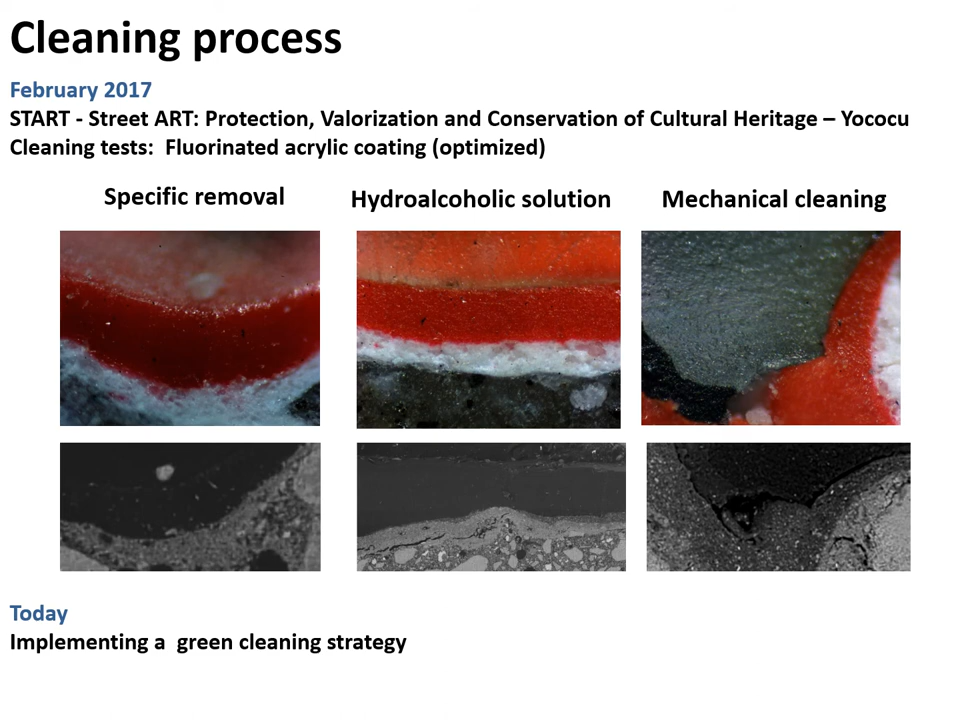 Cleaning process
February 2017
START - Street ART: Protection, Valorization and Conservation of Cultural Heritage – Yococu
Cleaning tests:  Fluorinated acrylic coating (optimized)
Specific removal
Hydroalcoholic solution
Mechanical cleaning
Today
Implementing a  green cleaning strategy